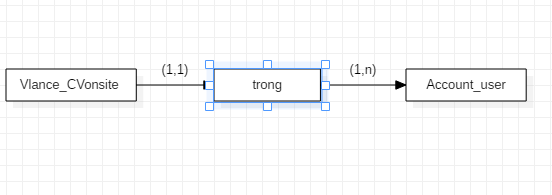 (1,1)
(1,n)
Vlance_CVonsite
trong
Account_user